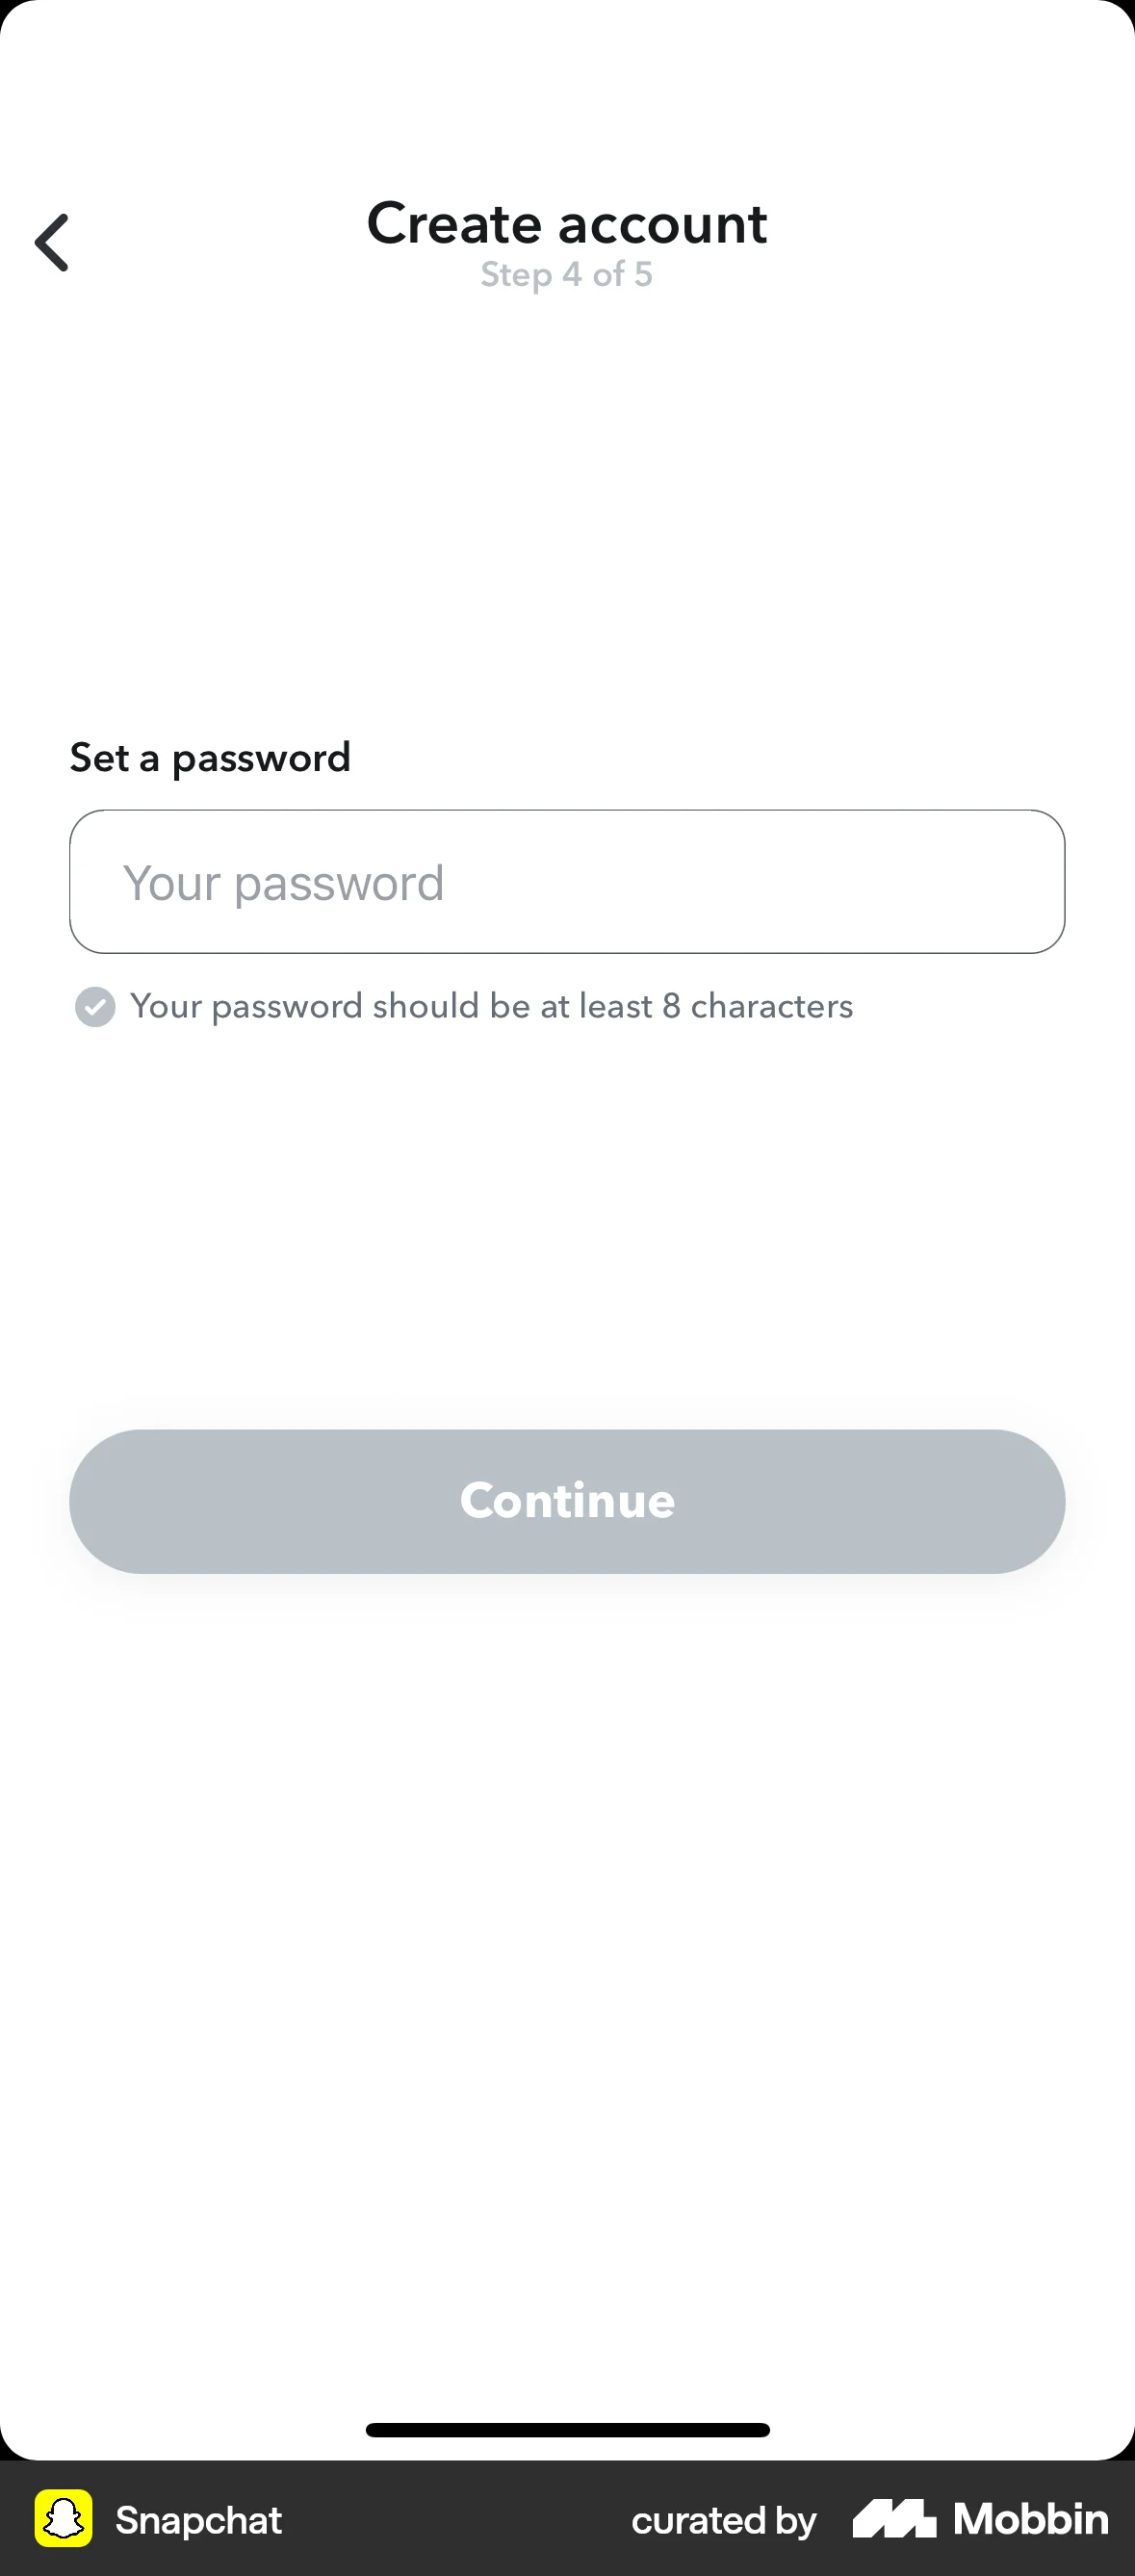 Create account
Step 4 of 5
Set a password
Your password
Your password should be at least 8 characters
Continue
Snapchat
curated by Mobbin